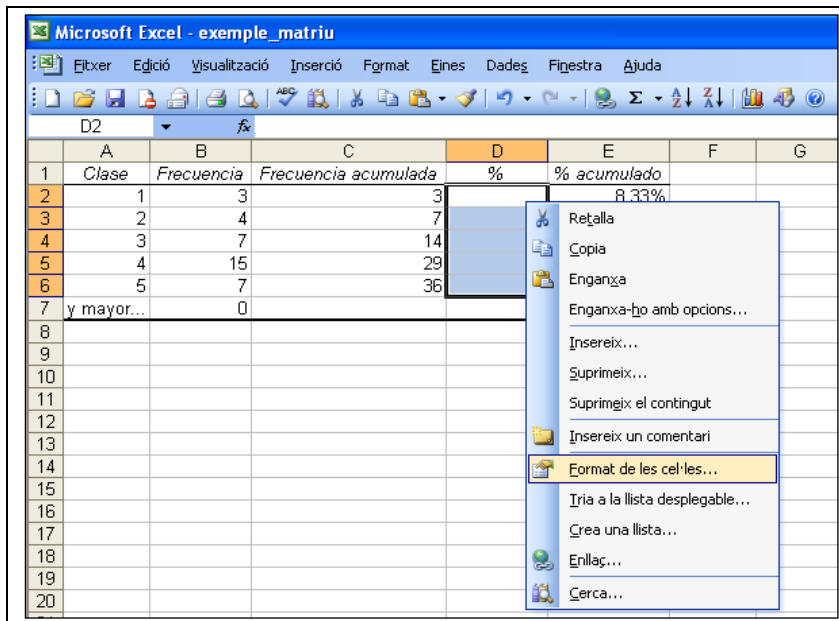 Microsoft Excel - exemple_matriu
Fitxer Edició Visualització Inserció Format Eines Dades Finestra Ajuda
D2 fx
A B C D E F G
1 Clase Frecuencia Frecuencia acumulada % % acumulado
2 1 3 3 8.33%
3 2 4 7
4 3 7 14
5 4 15 29
6 5 7 36
7 y mayor... 0
8
9
10
11
12
13
14
15
16
17
18
19
20
Retalla
Copia
Enganxa
Enganxa-ho amb opcions...
Insereix...
Suprimeix...
Suprimeix el contingut
Insereix un comentari
Format de les cel·les...
Tria a la llista desplegable...
Crea una llista...
Enllaç...
Cerca...